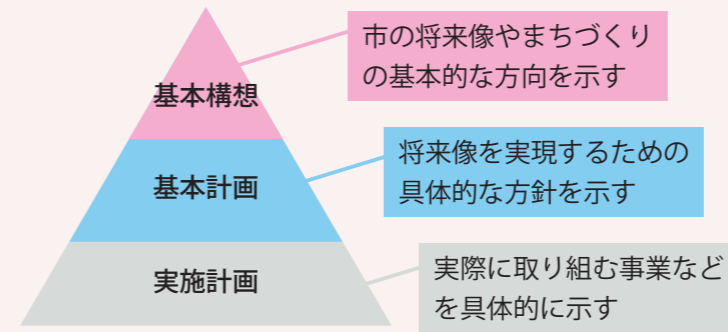 基本構想
市の将来像やまちづくり
の基本的な方向を示す
基本計画
将来像を実現するための
具体的な方針を示す
実施計画
実際に取り組む事業など
を具体的に示す